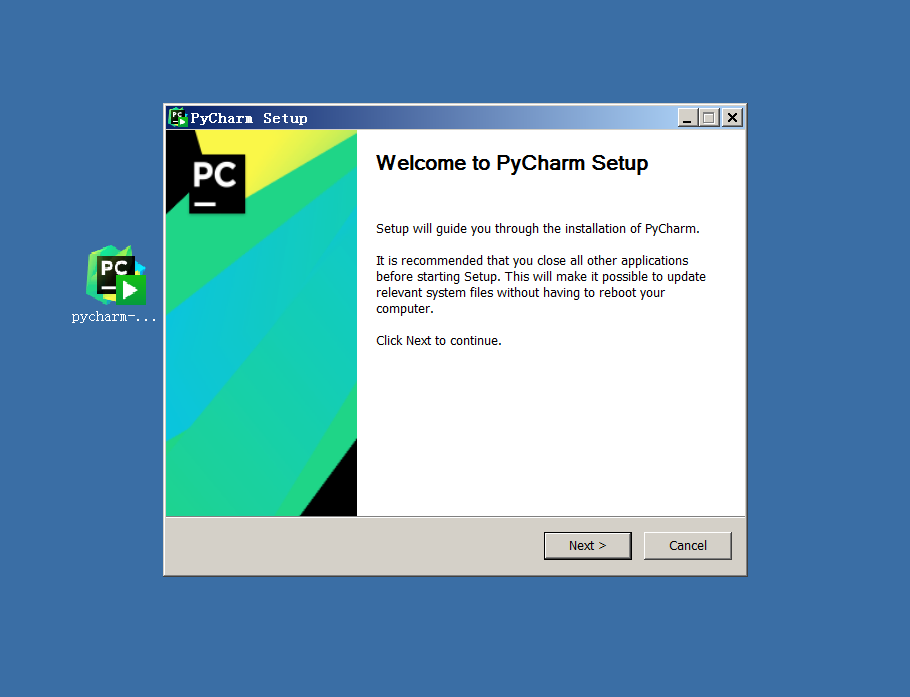 PyCharm Setup
PC
Welcome to PyCharm Setup
Setup will guide you through the installation of PyCharm.
It is recommended that you close all other applications
before starting Setup. This will make it possible to update
relevant system files without having to reboot your
computer.
Click Next to continue.
PC
pycharm-...
Next >
Cancel